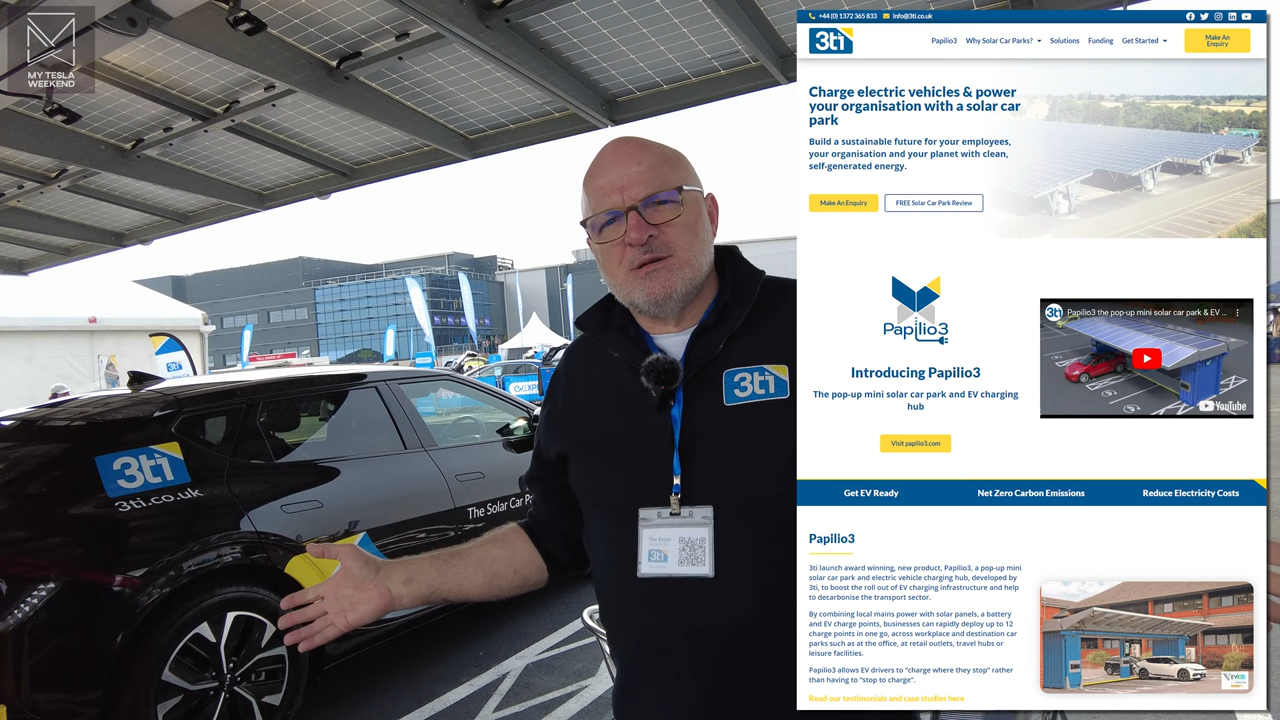 MY TESLA
WEEKEND
3ti
3ti
3ti.co.uk
The Solar Car
3ti
3ti
+44 (0) 1372 365 833
info@3ti.co.uk
3ti
Papilio3
Why Solar Car Parks?
Solutions
Funding
Get Started
Make An
Enquiry
Charge electric vehicles & power
your organisation with a solar car
park
Build a sustainable future for your employees,
your organisation and your planet with clean,
self-generated energy.
Make An Enquiry
FREE Solar Car Park Review
Papilio3
Introducing Papilio3
The pop-up mini solar car park and EV charging
hub
Visit papilio3.com
3ti
Papilio3 the pop-up mini solar car park & EV ...
YouTube
Get EV Ready
Net Zero Carbon Emissions
Reduce Electricity Costs
Papilio3
3ti launch award winning, new product, Papilio3, a pop-up mini
solar car park and electric vehicle charging hub, developed by
3ti, to boost the roll out of EV charging infrastructure and help
to decarbonise the transport sector.
By combining local mains power with solar panels, a battery
and EV charge points, businesses can rapidly deploy up to 12
charge points in one go, across workplace and destination car
parks such as at the office, at retail outlets, travel hubs or
leisure facilities.
Papilio3 allows EV drivers to “charge where they stop” rather
than having to “stop to charge”.
Read our testimonials and case studies here